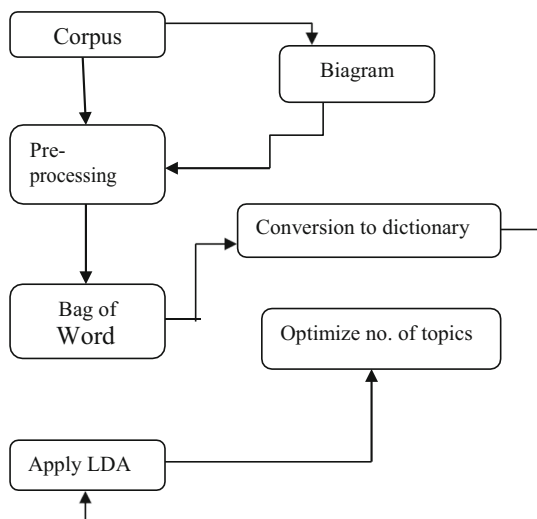 Corpus
Biagram
Pre-
processing
Conversion to dictionary
Bag of
Word
Optimize no. of topics
Apply LDA